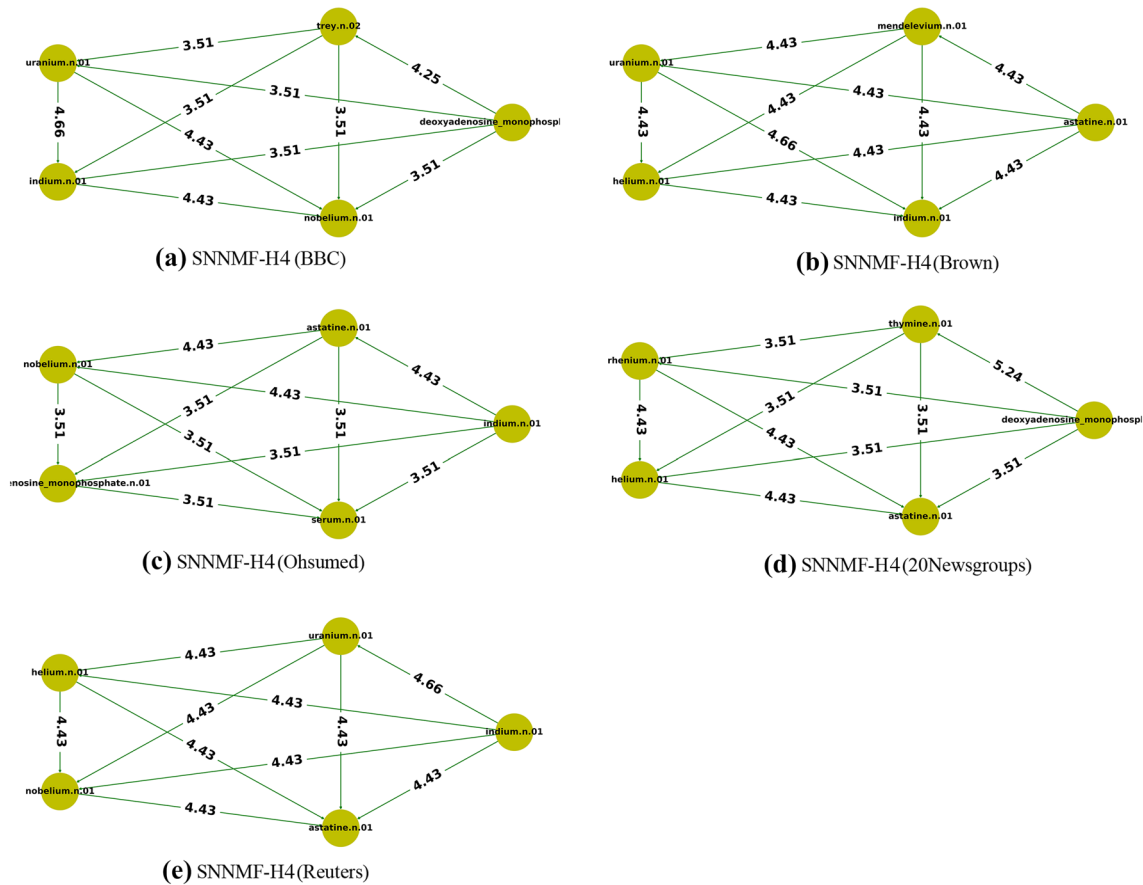 trey.n.02
uranium.n.01
3.51
4.25
3.51
3.51
4.66
3.51
deoxyadenosine_monophospl
4.43
3.51
3.51
indium.n.01
4.43
nobelium.n.01
(a) SNNMF-H4 (BBC)
mendelevium.n.01
uranium.n.01
4.43
4.43
4.43
4.43
4.43
4.43
astatine.n.01
4.66
4.43
4.43
helium.n.01
4.43
indium.n.01
(b) SNNMF-H4 (Brown)
astatine.n.01
nobelium.n.01
4.43
4.43
4.43
3.51
3.51
3.51
indium.n.01
3.51
3.51
3.51
enosine_monophosphate.n.01
3.51
serum.n.01
(c) SNNMF-H4 (Ohsumed)
thymine.n.01
rhenium.n.01
3.51
5.24
3.51
3.51
4.43
3.51
deoxyadenosine_monophospl
4.43
3.51
3.51
helium.n.01
4.43
astatine.n.01
(d) SNNMF-H4 (20Newsgroups)
uranium.n.01
helium.n.01
4.43
4.66
4.43
4.43
4.43
4.43
indium.n.01
4.43
4.43
4.43
nobelium.n.01
4.43
astatine.n.01
(e) SNNMF-H4 (Reuters)